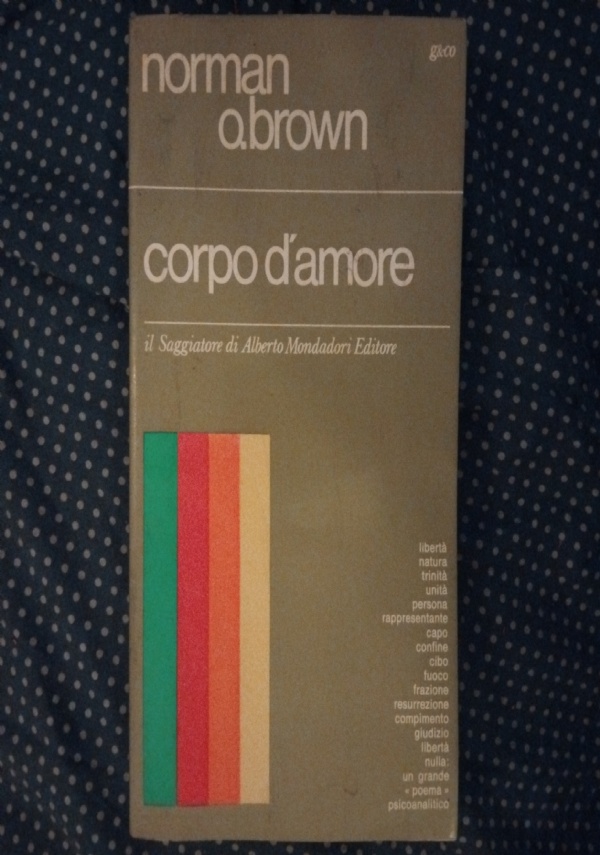 g&co
norman
o.brown
corpo d'amore
il Saggiatore di Alberto Mondadori Editore
libertà
natura
trinità
unità
persona
rappresentante
capo
confine
cibo
fuoco
frazione
resurrezione
compimento
giudizio
libertà
nulla:
un grande
« poema »
psicoanalitico